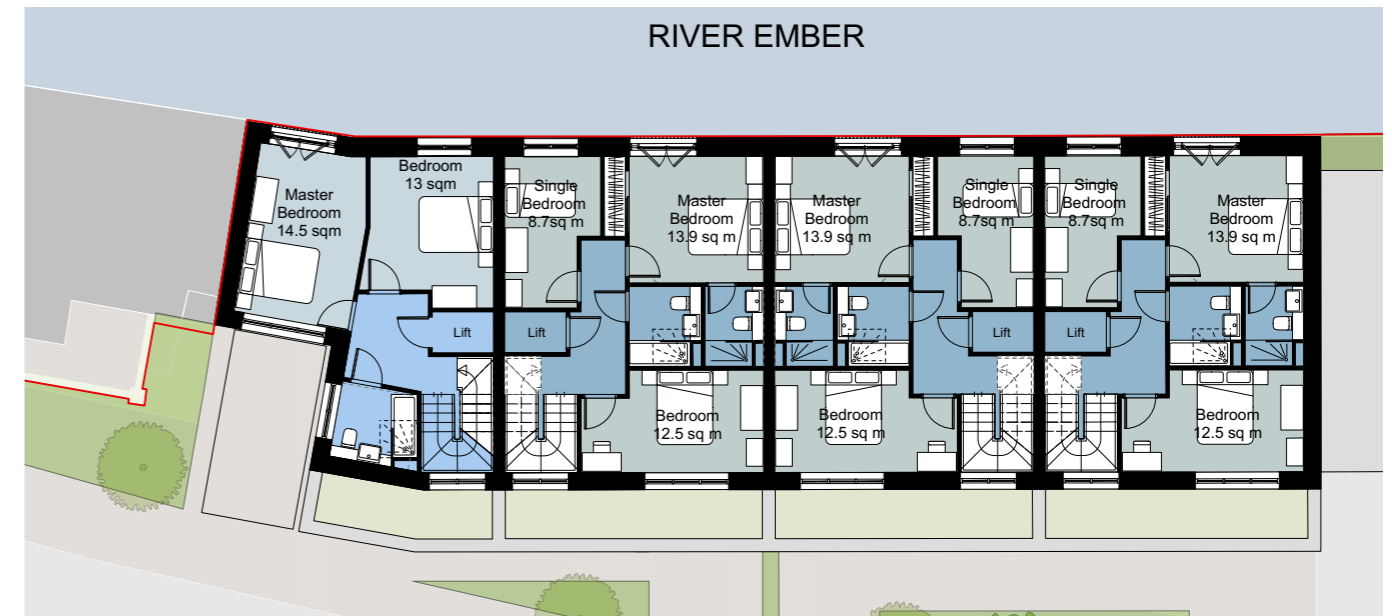 RIVER EMBER
Master
Bedroom
14.5 sqm
Bedroom
13 sqm
Single
Bedroom
8.7sq m
Master
Bedroom
13.9 sq m
Master
Bedroom
13.9 sq m
Single
Bedroom
8.7sq m
Single
Bedroom
8.7sq m
Master
Bedroom
13.9 sq m
Lift
Lift
Lift
Lift
Bedroom
12.5 sq m
Bedroom
12.5 sq m
Bedroom
12.5 sq m